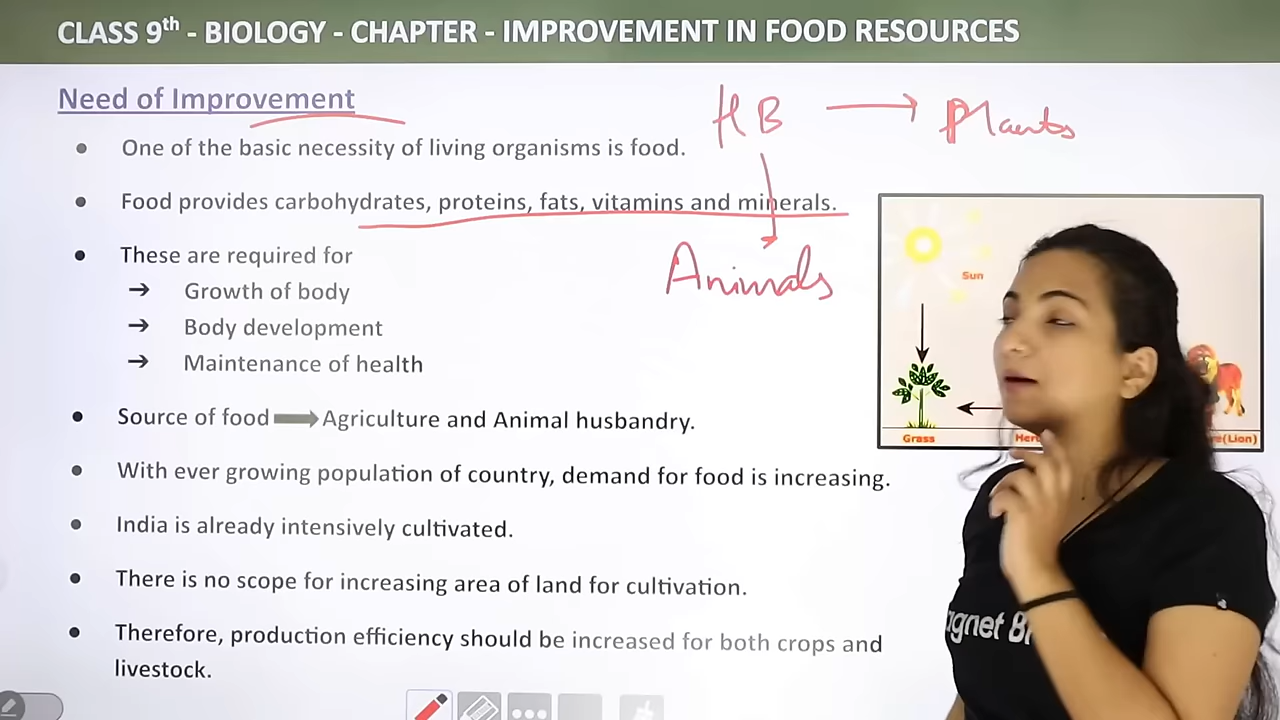 CLASS 9th - BIOLOGY - CHAPTER - IMPROVEMENT IN FOOD RESOURCES
Need of Improvement
HB → Plants
• One of the basic necessity of living organisms is food.
• Food provides carbohydrates, proteins, fats, vitamins and minerals.
Animals
• These are required for
→ Growth of body
→ Body development
→ Maintenance of health
• Source of food → Agriculture and Animal husbandry.
• With ever growing population of country, demand for food is increasing.
• India is already intensively cultivated.
• There is no scope for increasing area of land for cultivation.
• Therefore, production efficiency should be increased for both crops and
livestock.
Sun
Grass
(Lion)